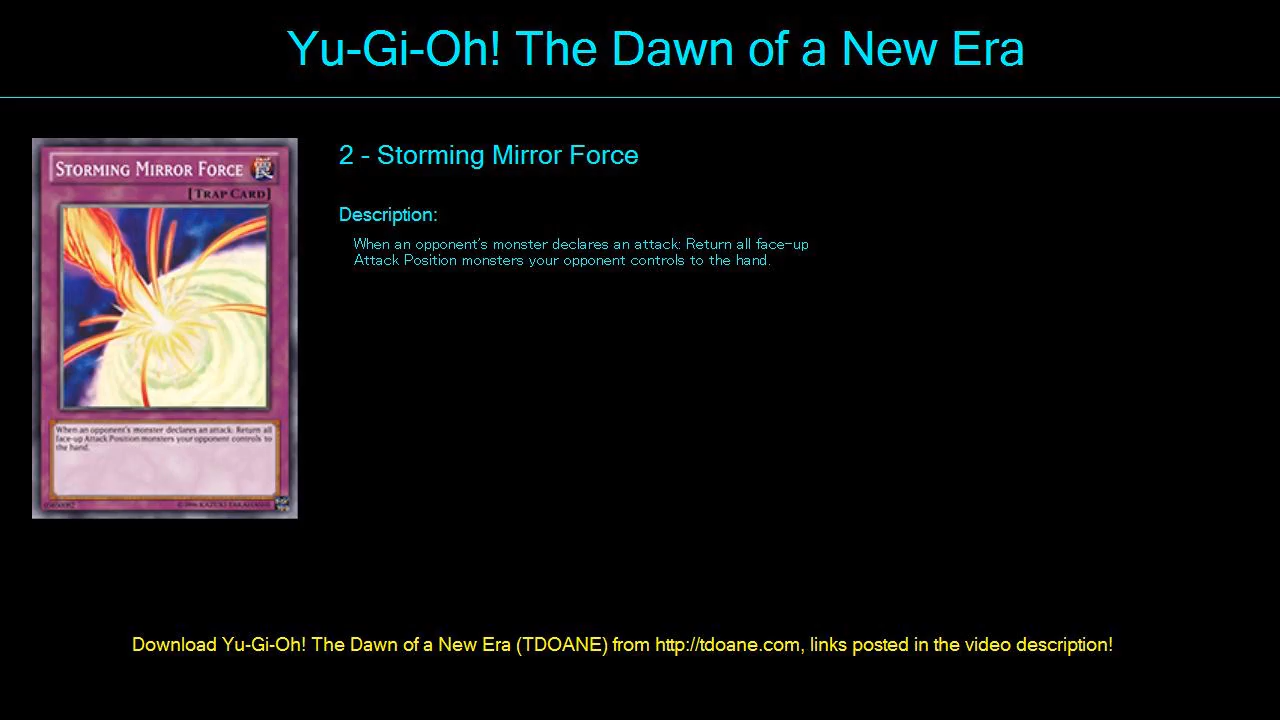 Yu-Gi-Oh! The Dawn of a New Era
STORMING MIRROR FORCE 罠
[TRAP CARD]
When an opponent's monster declares an attack: Return all
face-up Attack Position monsters your opponent controls to
the hand.
KAZUKI TAKAHASHI
2 - Storming Mirror Force
Description:
When an opponent's monster declares an attack: Return all face-up
Attack Position monsters your opponent controls to the hand.
Download Yu-Gi-Oh! The Dawn of a New Era (TDOANE) from http://tdoane.com, links posted in the video description!